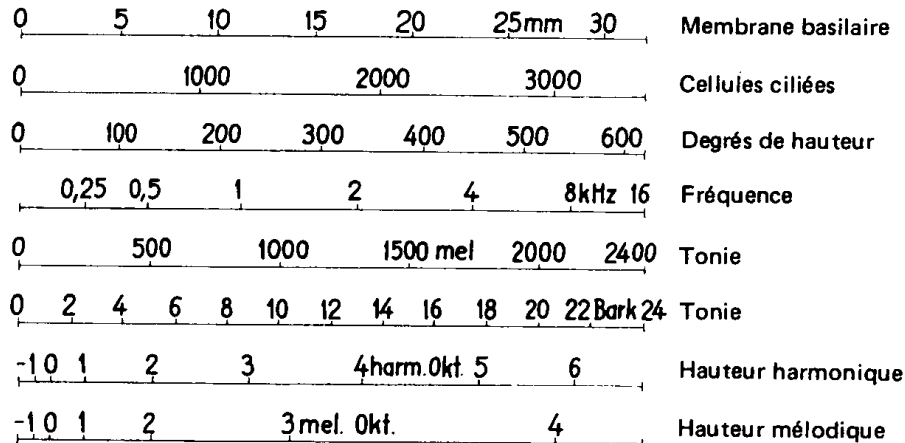 0 5 10 15 20 25mm 30 Membrane basilaire
0 1000 2000 3000 Cellules ciliées
0 100 200 300 400 500 600 Degrés de hauteur
0,25 0,5 1 2 4 8kHz 16 Fréquence
0 500 1000 1500 mel 2000 2400 Tonie
0 2 4 6 8 10 12 14 16 18 20 22 Bark 24 Tonie
-1 0 1 2 3 4 harm. Okt. 5 6 Hauteur harmonique
-1 0 1 2 3 mel. Okt. 4 Hauteur mélodique